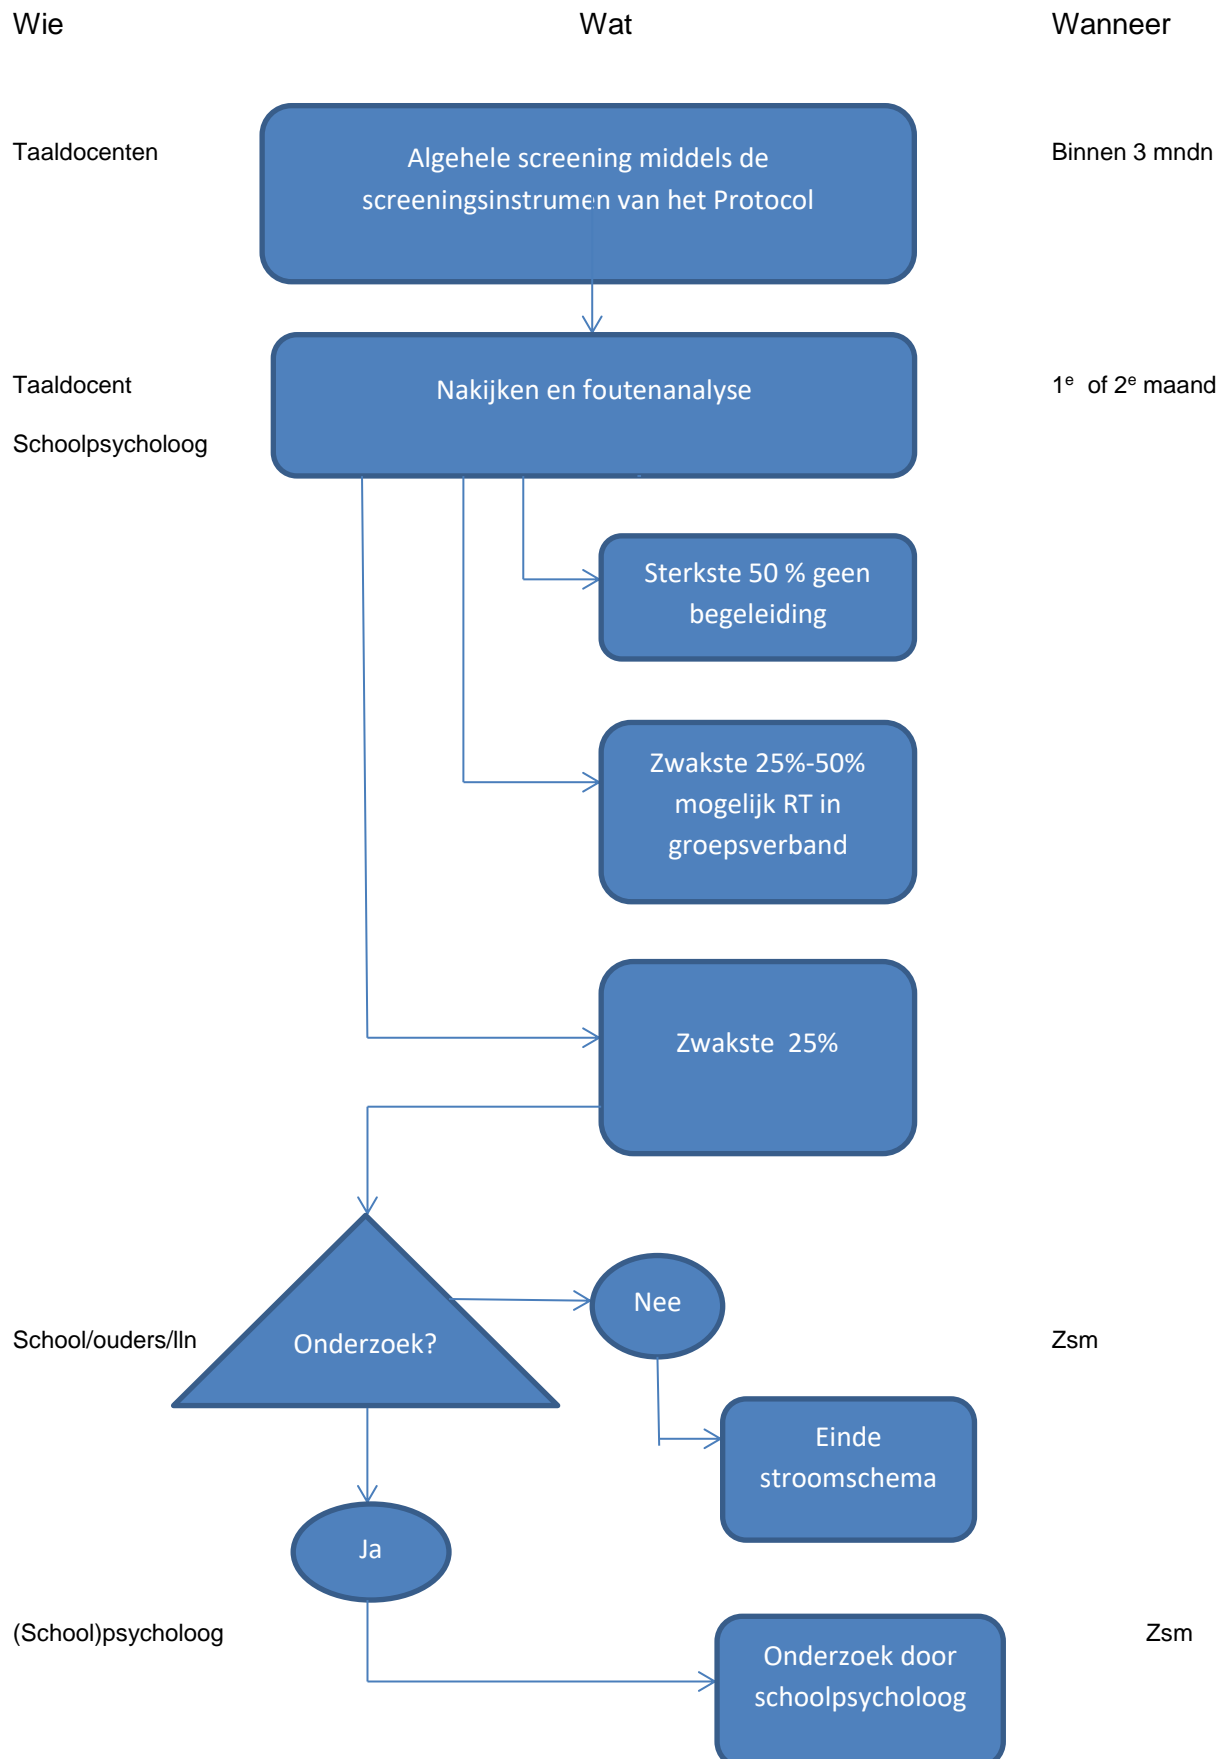 Wie Wat Wanneer
Taaldocenten
Algehele screening middels de
screeningsinstrumen van het Protocol
Binnen 3 mndn
Taaldocent
Nakijken en foutenanalyse
1e of 2e maand
Schoolpsycholoog
Sterkste 50 % geen
begeleiding
Zwakste 25%-50%
mogelijk RT in
groepsverband
Zwakste 25%
Nee
School/ouders/lln
Onderzoek?
Zsm
Einde
stroomschema
Ja
(School)psycholoog
Zsm
Onderzoek door
schoolpsycholoog